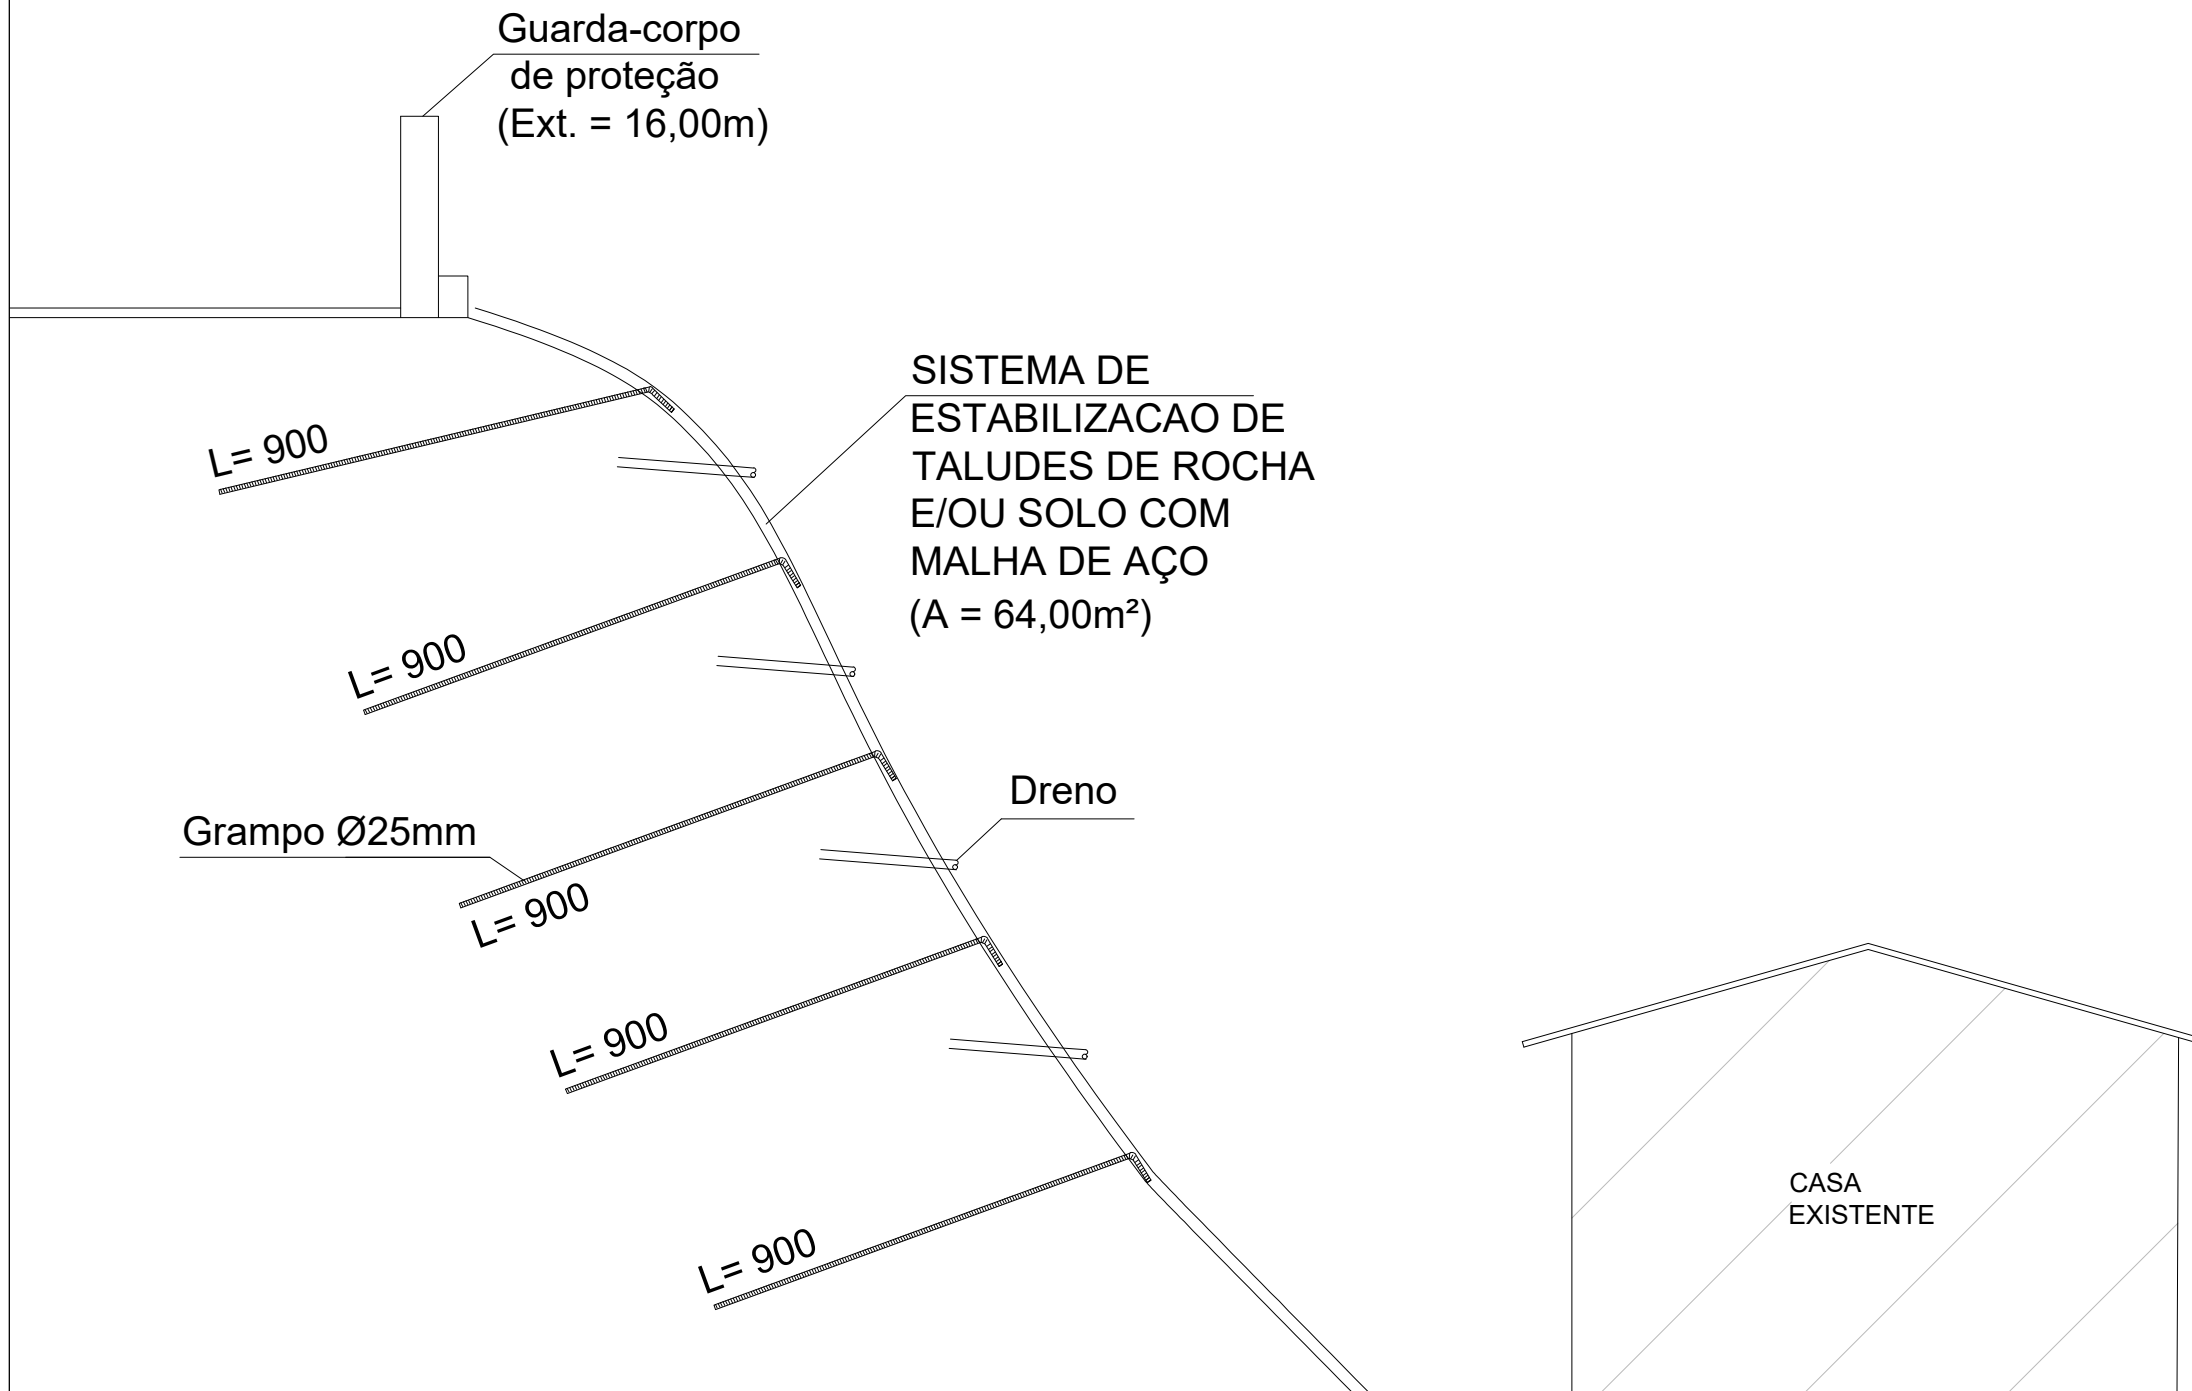 Guarda-corpo
de proteção
(Ext. = 16,00m)
SISTEMA DE
ESTABILIZACAO DE
TALUDES DE ROCHA
E/OU SOLO COM
MALHA DE AÇO
(A = 64,00m²)
L= 900
L= 900
Dreno
Grampo Ø25mm
L= 900
L= 900
CASA
EXISTENTE
L= 900